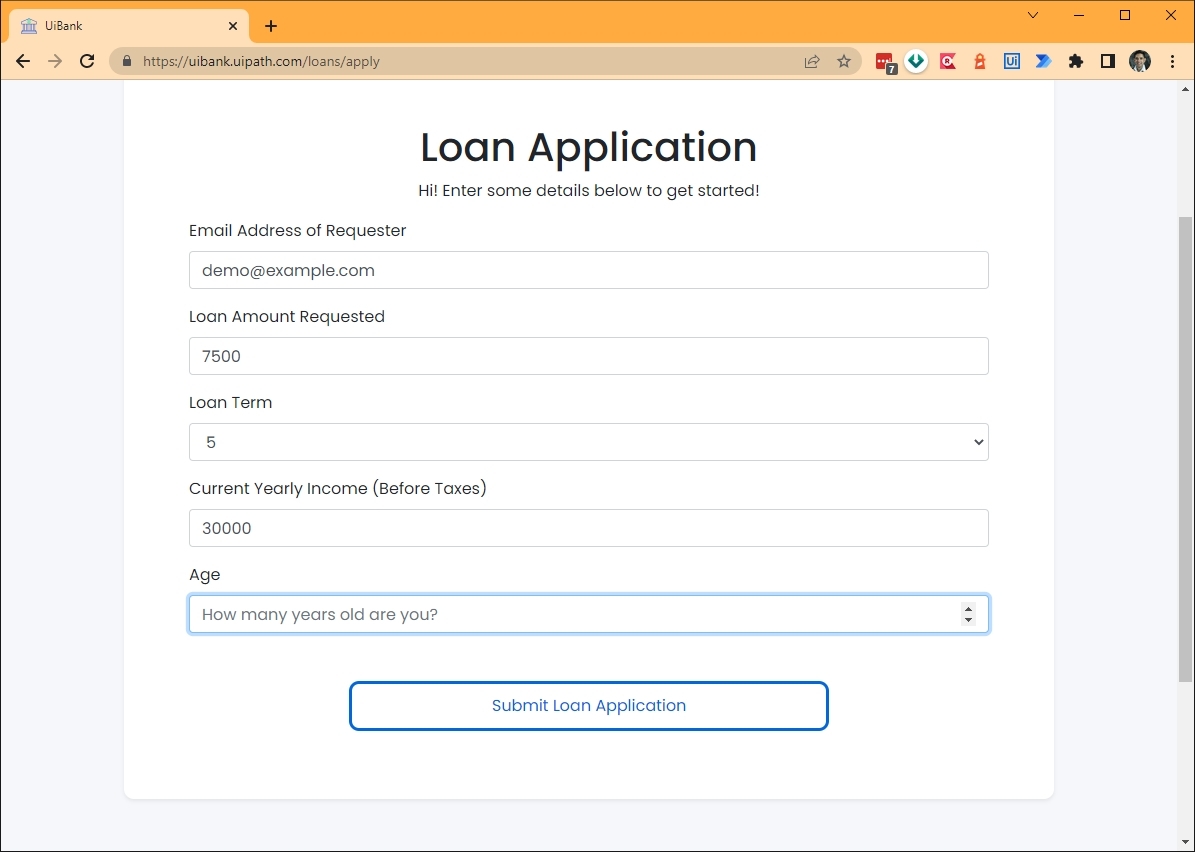 UiBank
https://uibank.uipath.com/loans/apply
7
Ui
Loan Application
Hi! Enter some details below to get started!
Email Address of Requester
demo@example.com
Loan Amount Requested
7500
Loan Term
5
Current Yearly Income (Before Taxes)
30000
Age
How many years old are you?
Submit Loan Application